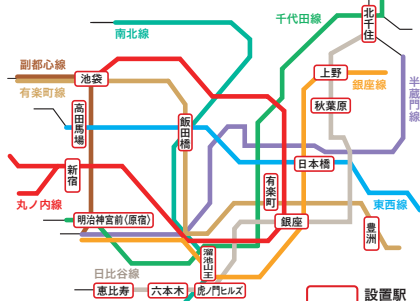 南北線
千代田線
北千住
副都心線
池袋
上野
半蔵門線
有楽町線
銀座線
高田馬場
秋葉原
飯田橋
日本橋
新宿
有楽町
丸ノ内線
東西線
明治神宮前〈原宿〉
銀座
豊洲
溜池山王
日比谷線
恵比寿
六本木
虎ノ門ヒルズ
設置駅